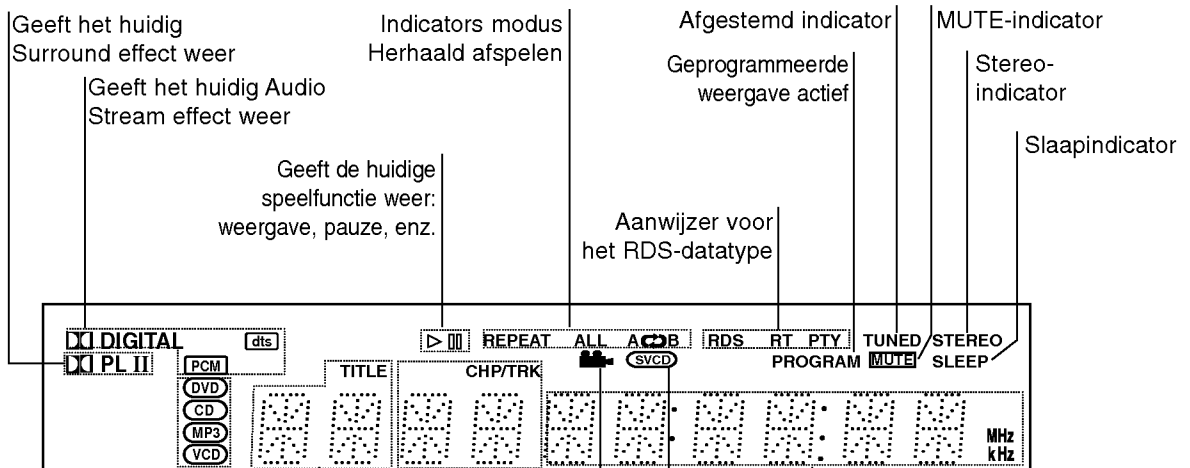 Geeft het huidig
Surround effect weer
Geeft het huidig Audio
Stream effect weer
Geeft de huidige
speelfunctie weer:
weergave, pauze, enz.
Indicators modus
Herhaald afspelen
Aanwijzer voor
het RDS-datatype
Afgestemd indicator
Geprogrammeerde
weergave actief
MUTE-indicator
Stereo-
indicator
Slaapindicator
DIGITAL dts REPEAT ALL A B RDS RT PTY TUNED STEREO
PL II PCM SVCD PROGRAM MUTE SLEEP
TITLE CHP/TRK
DVD
CD
MP3
VCD
MHz
kHz